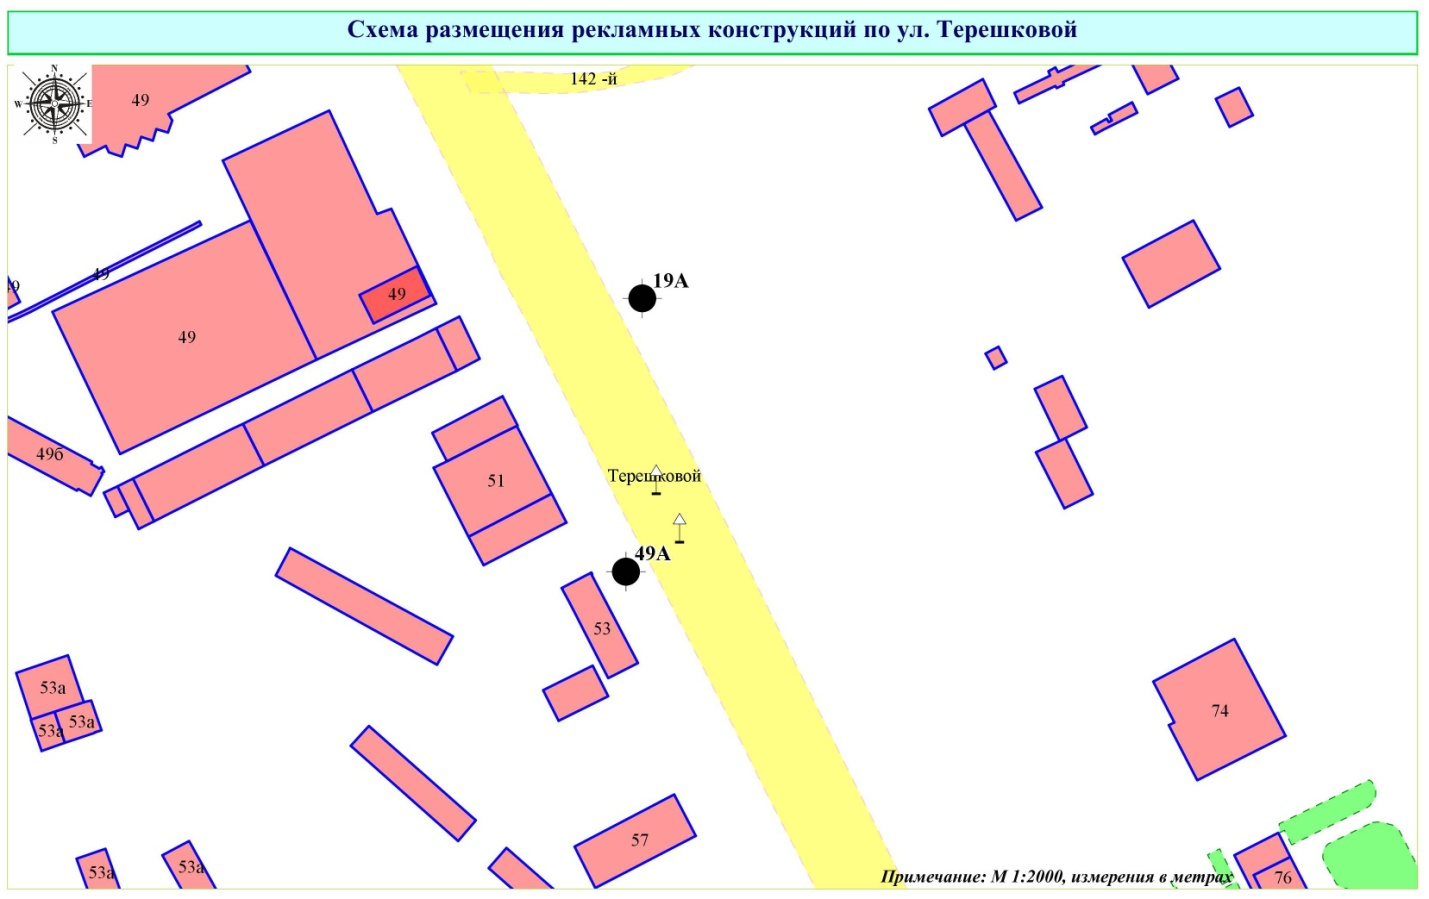 Схема размещения рекламных конструкций по ул. Терешковой
142 -й
N
W
E
S
49
19А
49
49
49
49
49б
51
Терешковой
49А
53
53а
53а
53а
74
57
53а
53а
Примечание: М 1:2000, измерения в метрах
76